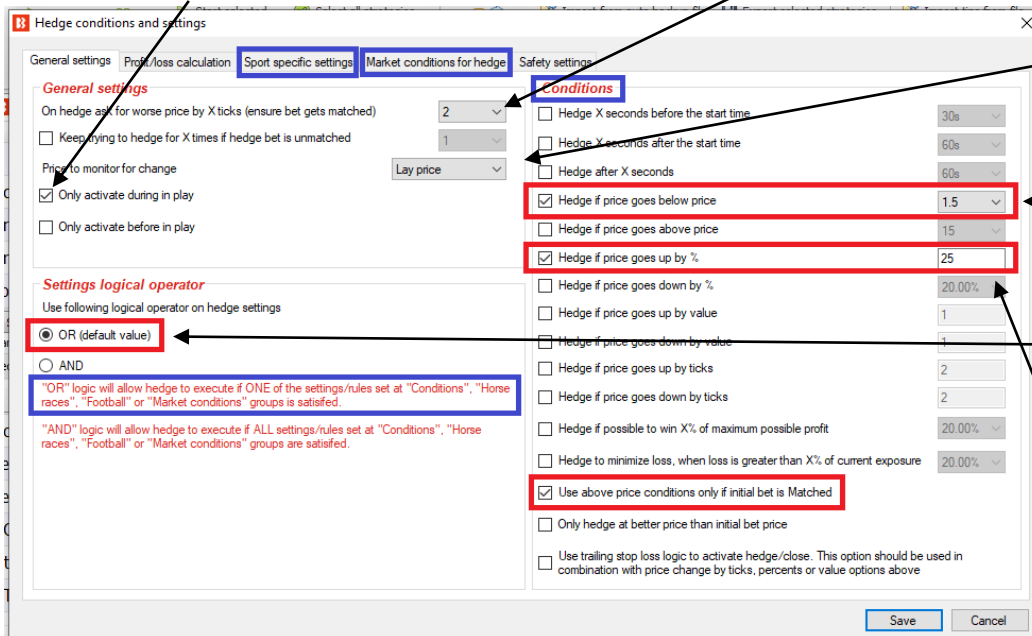 Hedge conditions and settings
General settings
Profit/loss calculation
Sport specific settings
Market conditions for hedge
Safety settings
General settings
On hedge ask for worse price by X ticks (ensure bet gets matched)
2
Keep trying to hedge for X times if hedge bet is unmatched
1
Price to monitor for change
Lay price
Only activate during in play
Only activate before in play
Settings logical operator
Use following logical operator on hedge settings
OR (default value)
AND
"OR" logic will allow hedge to execute if ONE of the settings/rules set at "Conditions", "Horse
races", "Football" or "Market conditions" groups is satisifed.
"AND" logic will allow hedge to execute if ALL settings/rules set at "Conditions", "Horse
races", "Football" or "Market conditions" groups are satisifed.
Conditions
Hedge X seconds before the start time
30s
Hedge X seconds after the start time
60s
Hedge after X seconds
60s
Hedge if price goes below price
1.5
Hedge if price goes above price
15
Hedge if price goes up by %
25
Hedge if price goes down by %
20.00%
Hedge if price goes up by value
1
Hedge if price goes down by value
1
Hedge if price goes up by ticks
2
Hedge if price goes down by ticks
2
Hedge if possible to win X% of maximum possible profit
20.00%
Hedge to minimize loss, when loss is greater than X% of current exposure
20.00%
Use above price conditions only if initial bet is Matched
Only hedge at better price than initial bet price
Use trailing stop loss logic to activate hedge/close. This option should be used in
combination with price change by ticks, percents or value options above
Save
Cancel